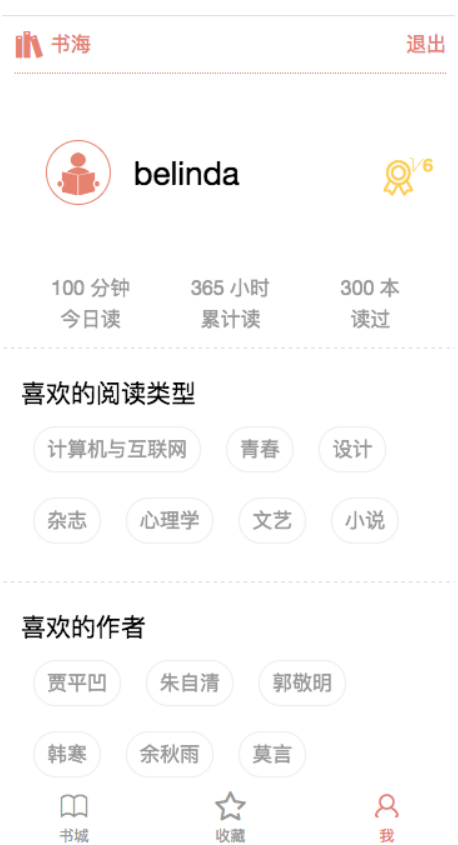 书海 退出
belinda V6
100 分钟 365 小时 300 本
今日读 累计读 读过
喜欢的阅读类型
计算机与互联网 青春 设计
杂志 心理学 文艺 小说
喜欢的作者
贾平凹 朱自清 郭敬明
韩寒 余秋雨 莫言
书城 收藏 我